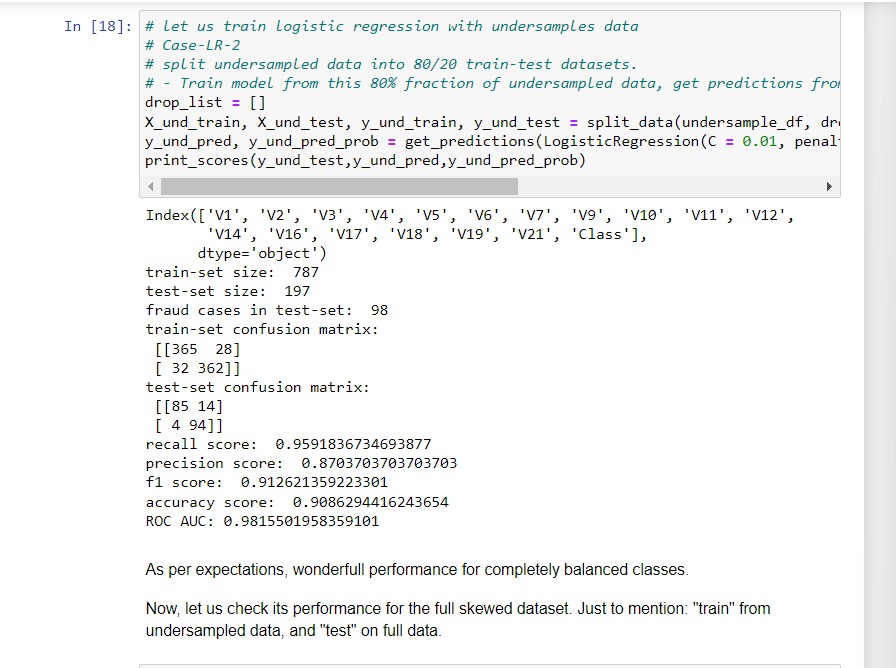 In [18]: # let us train logistic regression with undersamples data
# Case-LR-2
# split undersampled data into 80/20 train-test datasets.
# - Train model from this 80% fraction of undersampled data, get predictions from
drop_list = []
X_und_train, X_und_test, y_und_train, y_und_test = split_data(undersample_df, dr
y_und_pred, y_und_pred_prob = get_predictions(LogisticRegression(C = 0.01, penal
print_scores(y_und_test,y_und_pred,y_und_pred_prob)
Index(['V1', 'V2', 'V3', 'V4', 'V5', 'V6', 'V7', 'V9', 'V10', 'V11', 'V12',
'V14', 'V16', 'V17', 'V18', 'V19', 'V21', 'Class'],
dtype='object')
train-set size:  787
test-set size:  197
fraud cases in test-set:  98
train-set confusion matrix:
[[365  28]
[ 32 362]]
test-set confusion matrix:
[[85 14]
[ 4 94]]
recall score:  0.9591836734693877
precision score:  0.8703703703703703
f1 score:  0.912621359223301
accuracy score:  0.9086294416243654
ROC AUC: 0.9815501958359101
As per expectations, wonderfull performance for completely balanced classes.
Now, let us check its performance for the full skewed dataset. Just to mention: "train" from
undersampled data, and "test" on full data.